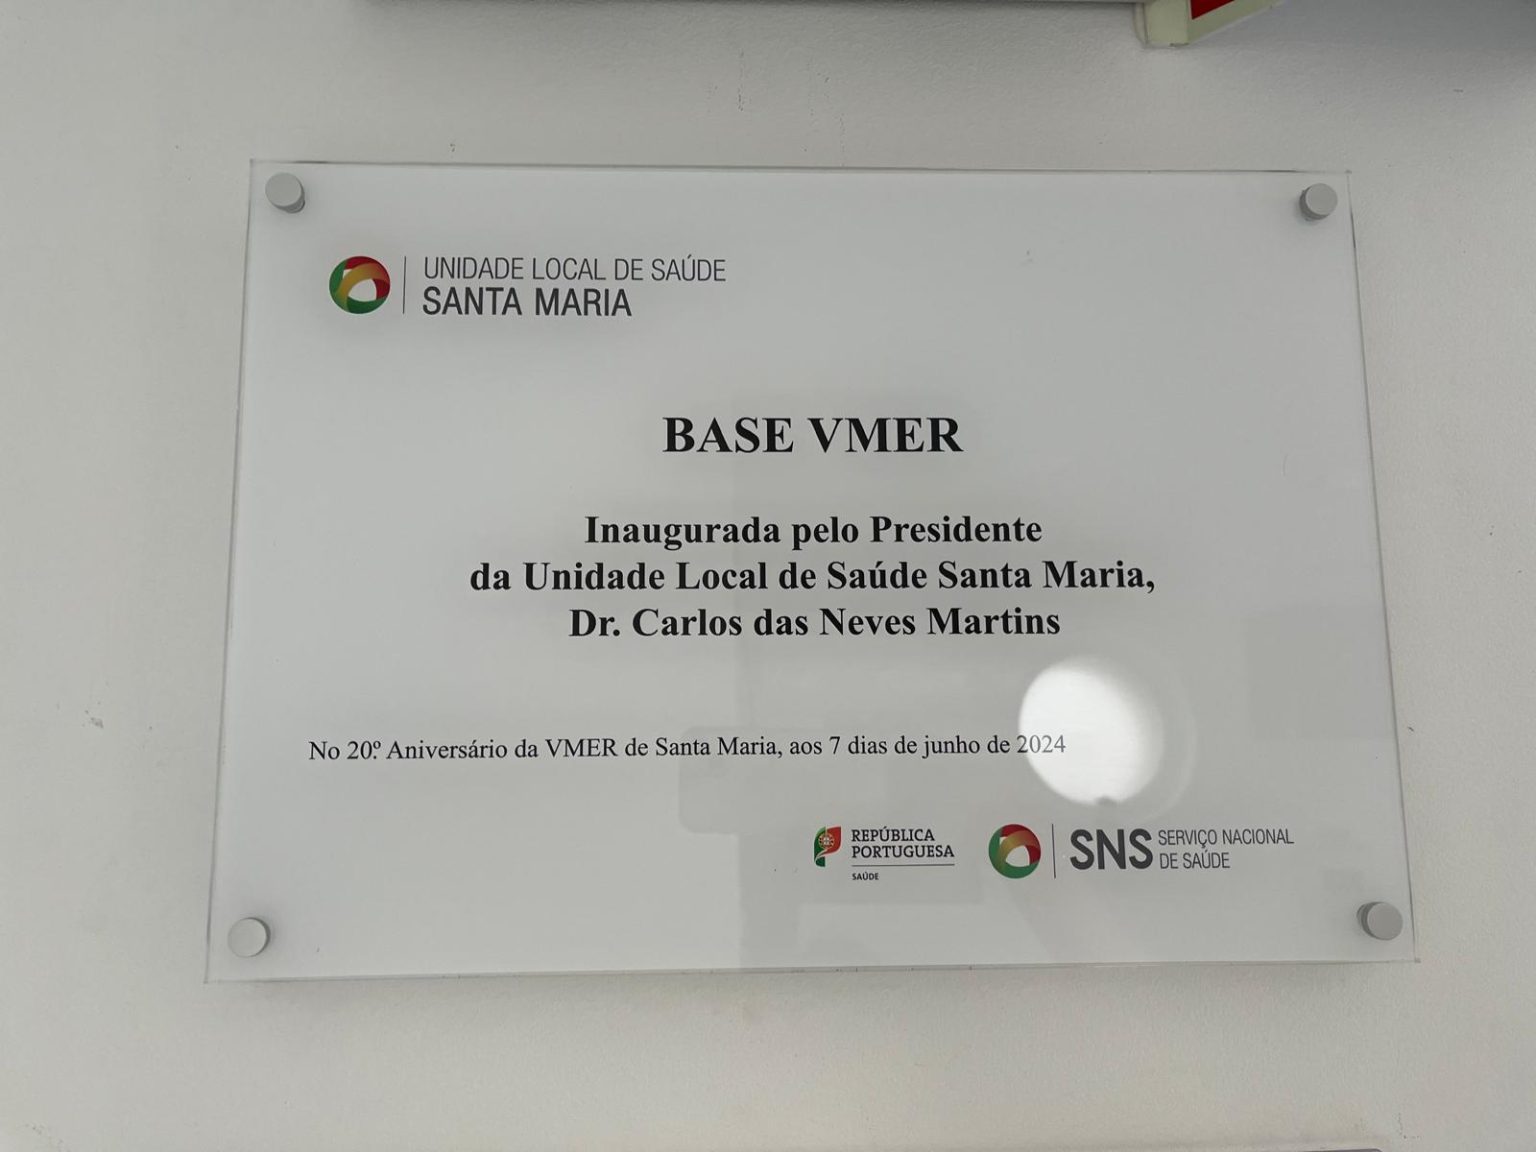 UNIDADE LOCAL DE SAÚDE
SANTA MARIA
BASE VMER
Inaugurada pelo Presidente
da Unidade Local de Saúde Santa Maria,
Dr. Carlos das Neves Martins
No 20.º Aniversário da VMER de Santa Maria, aos 7 dias de junho de 2024
REPÚBLICA
PORTUGUESA
SAÚDE
SNS SERVIÇO NACIONAL
DE SAÚDE